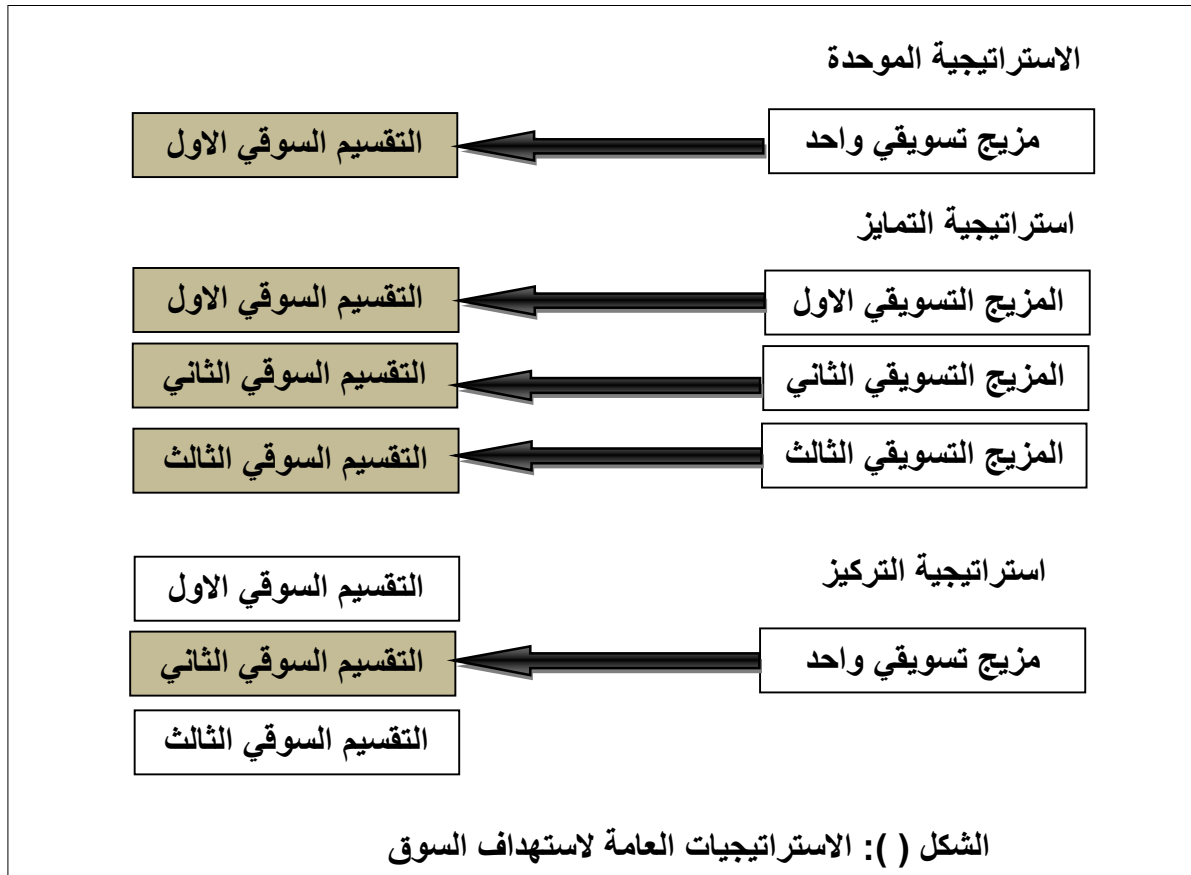 الاستراتيجية الموحدة
مزيج تسويقي واحد
التقسيم السوقي الاول
استراتيجية التمايز
المزيج التسويقي الاول
التقسيم السوقي الاول
المزيج التسويقي الثاني
التقسيم السوقي الثاني
المزيج التسويقي الثالث
التقسيم السوقي الثالث
استراتيجية التركيز
التقسيم السوقي الاول
مزيج تسويقي واحد
التقسيم السوقي الثاني
التقسيم السوقي الثالث
الشكل ( ): الاستراتيجيات العامة لاستهداف السوق